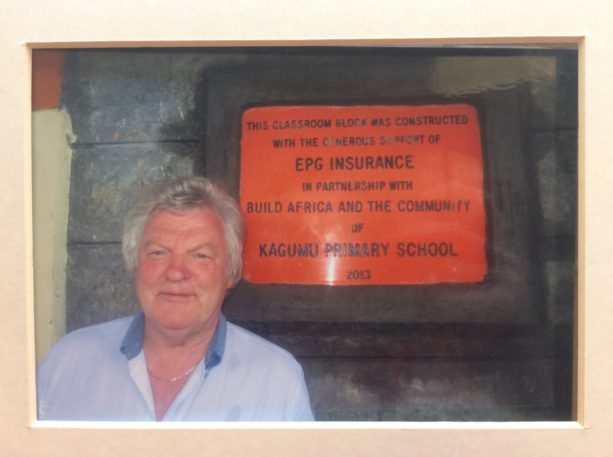 THIS CLASSROOM BLOCK WAS CONSTRUCTED
WITH THE GENEROUS SUPPORT OF
EPG INSURANCE
IN PARTNERSHIP WITH
BUILD AFRICA AND THE COMMUNITY
OF
KAGUMU PRIMARY SCHOOL
2013